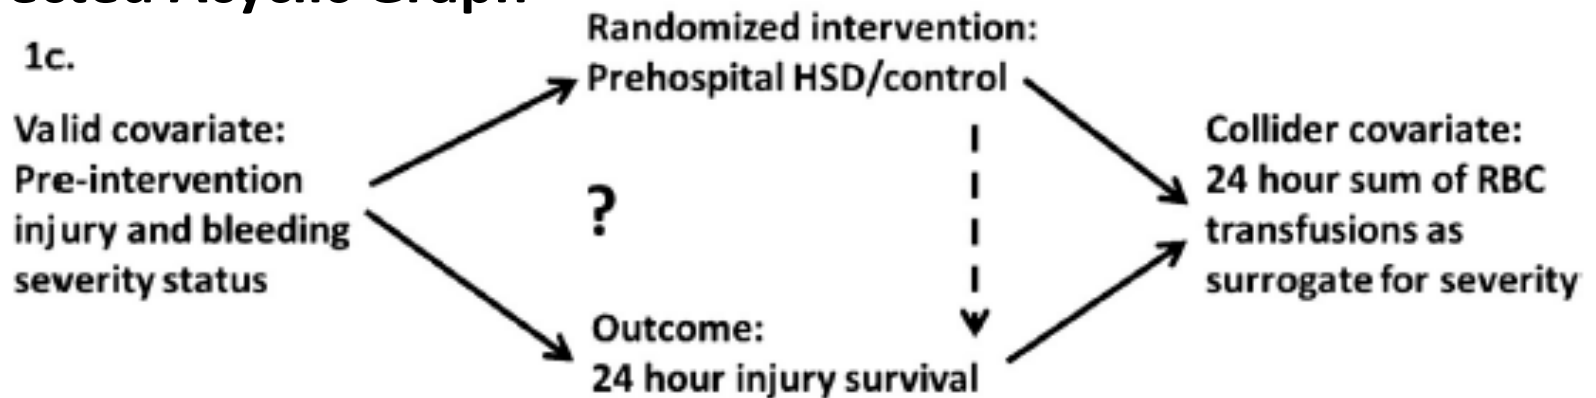 1c.
Valid covariate:
Pre-intervention
injury and bleeding
severity status
Randomized intervention:
Prehospital HSD/control
?
Outcome:
24 hour injury survival
Collider covariate:
24 hour sum of RBC
transfusions as
surrogate for severity